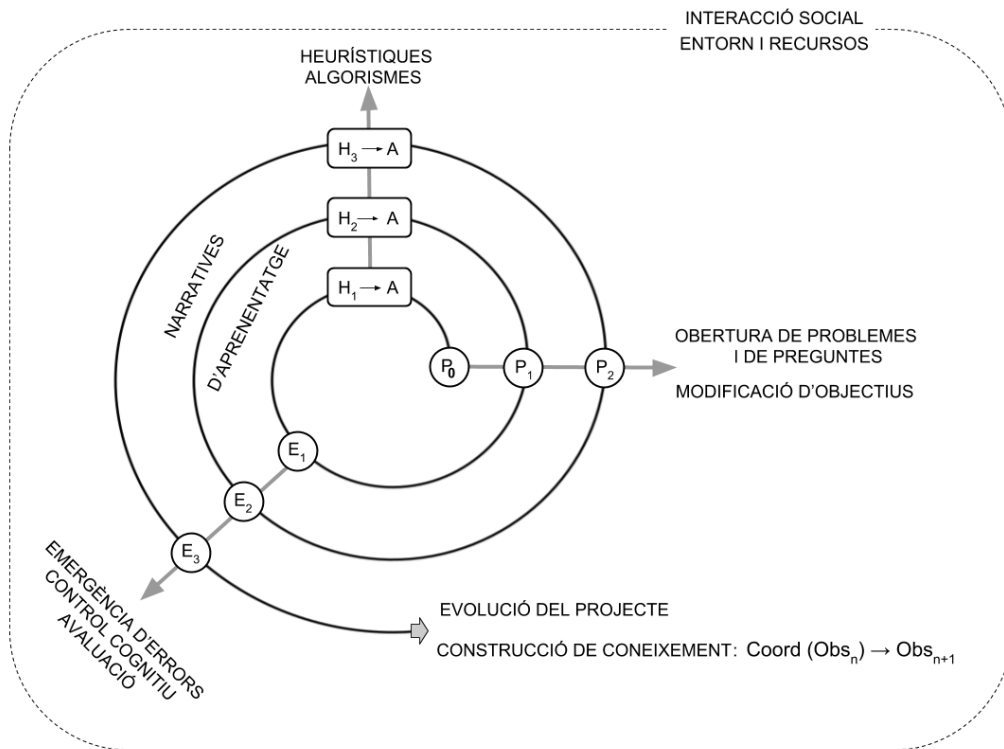 INTERACCIÓ SOCIAL
ENTORN I RECURSOS
HEURÍSTIQUES
ALGORISMES
H₃ → A
H₂ → A
H₁ → A
NARRATIVES
D'APRENENTATGE
P₀
P₁
P₂
OBERTURA DE PROBLEMES
I DE PREGUNTES
MODIFICACIÓ D'OBJECTIUS
E₁
E₂
E₃
EMERGÈNCIA D'ERRORS
CONTROL COGNITIU
AVALUACIÓ
EVOLUCIÓ DEL PROJECTE
CONSTRUCCIÓ DE CONEIXEMENT: Coord (Obsₙ) → Obsₙ₊₁